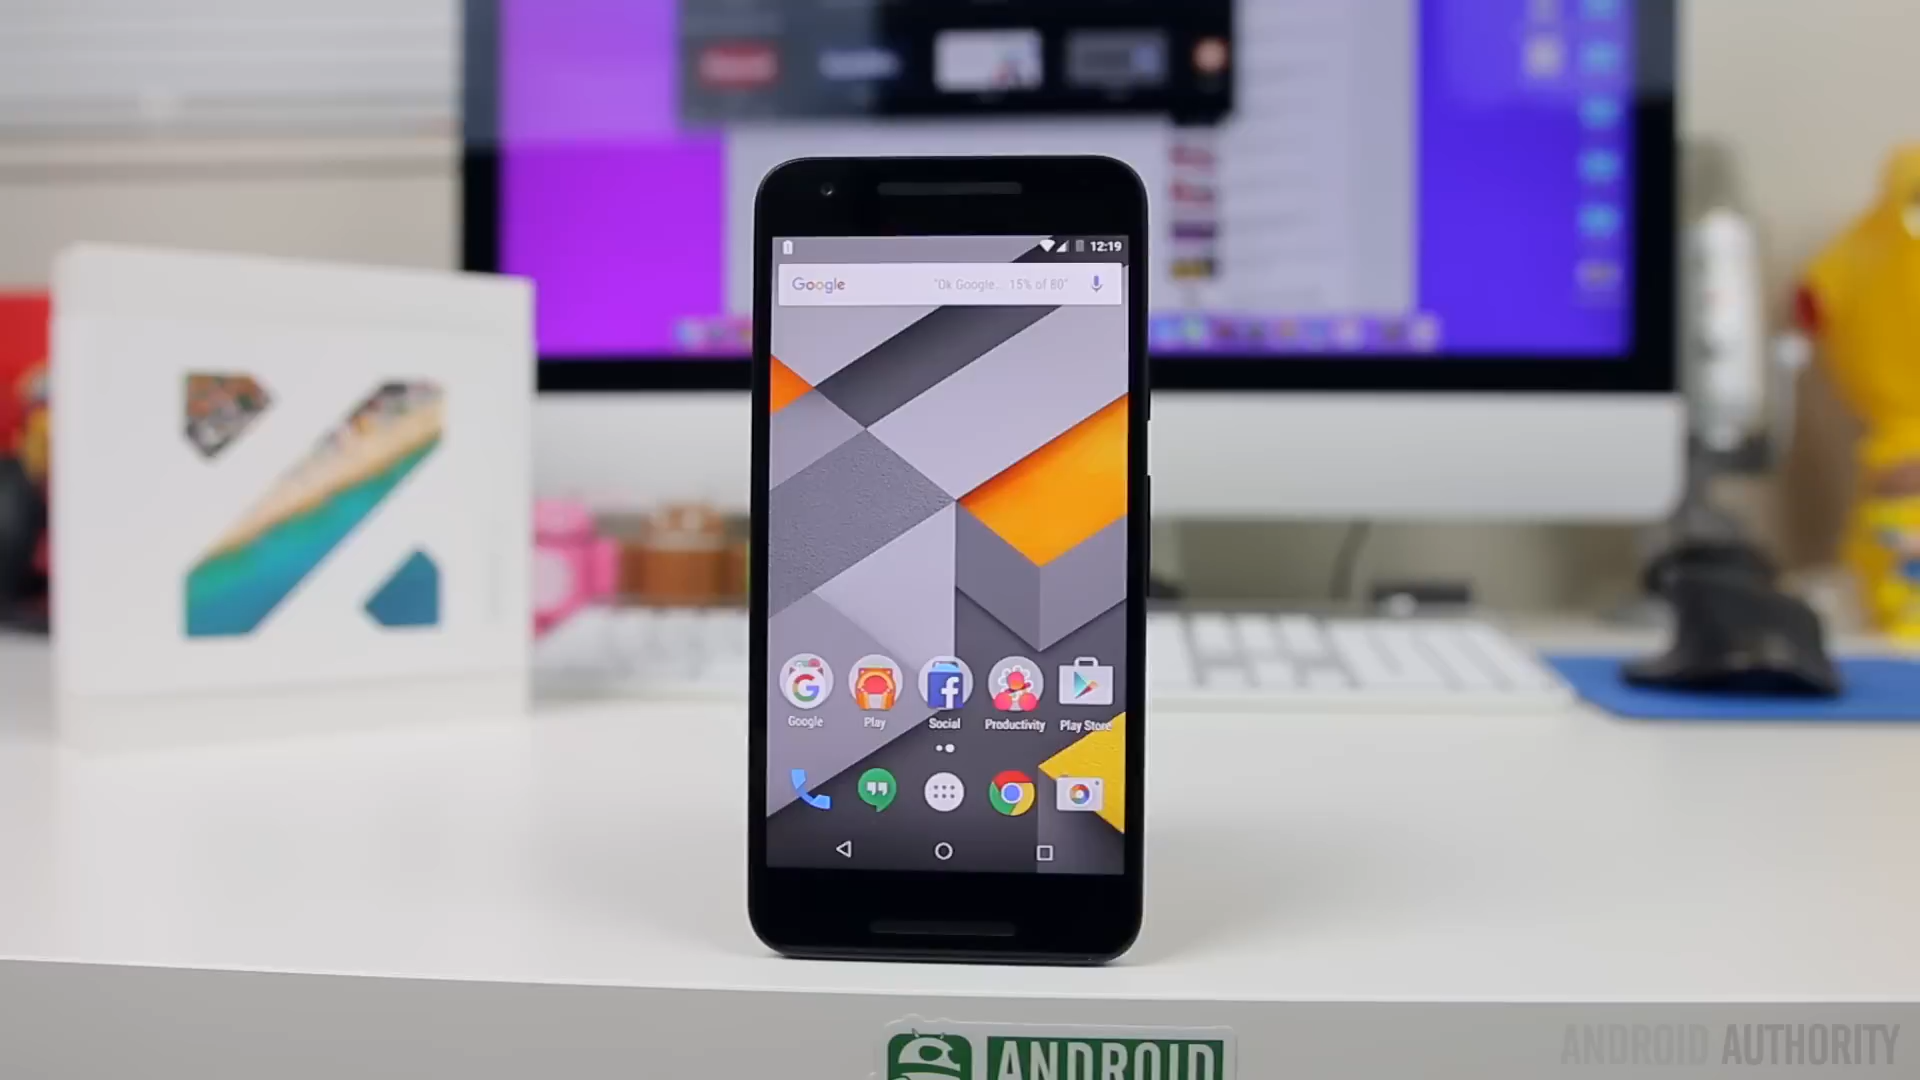 12:19
Google "Ok Google... 15% of 80"
Google Play Social Productivity Play Store
ANDROID
ANDROID AUTHORITY